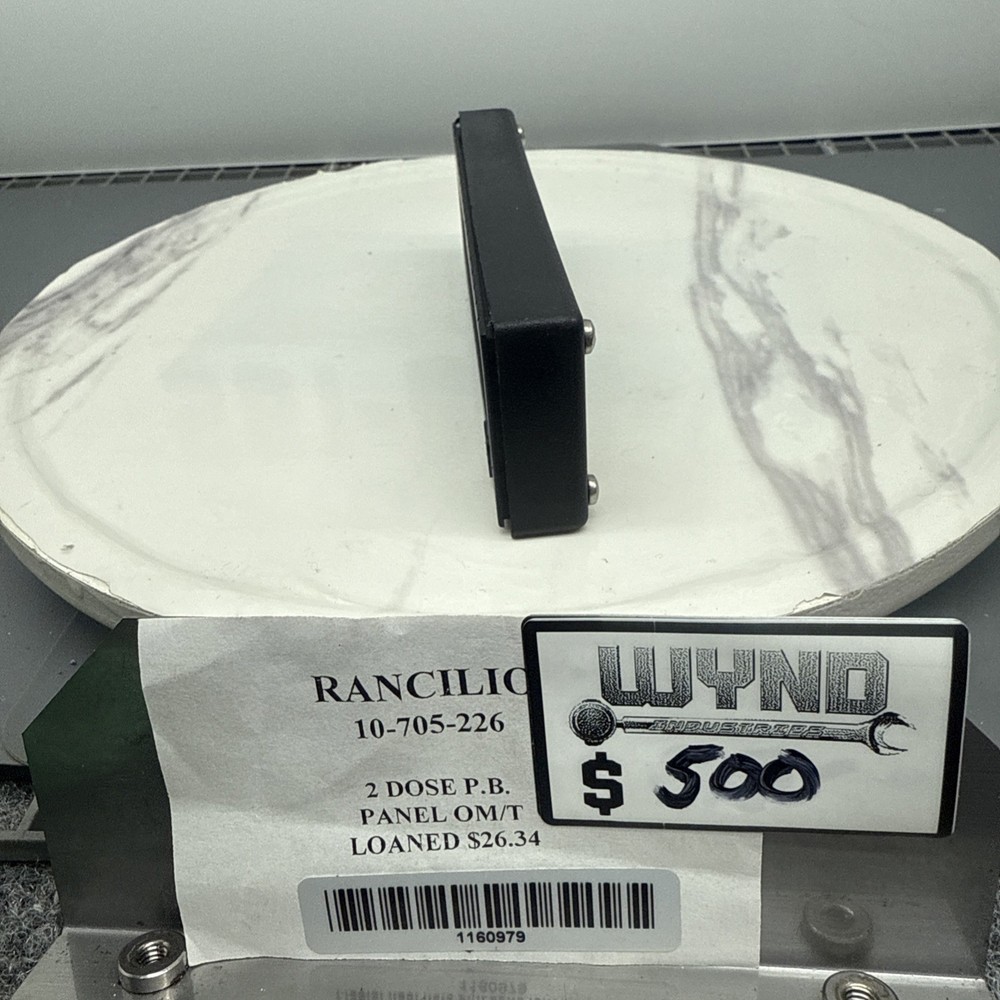 RANCILIO
10-705-226
2 DOSE P.B.
PANEL OM/T
LOANED $26.34
1160979
WYND
INDUSTRIES
$ 500